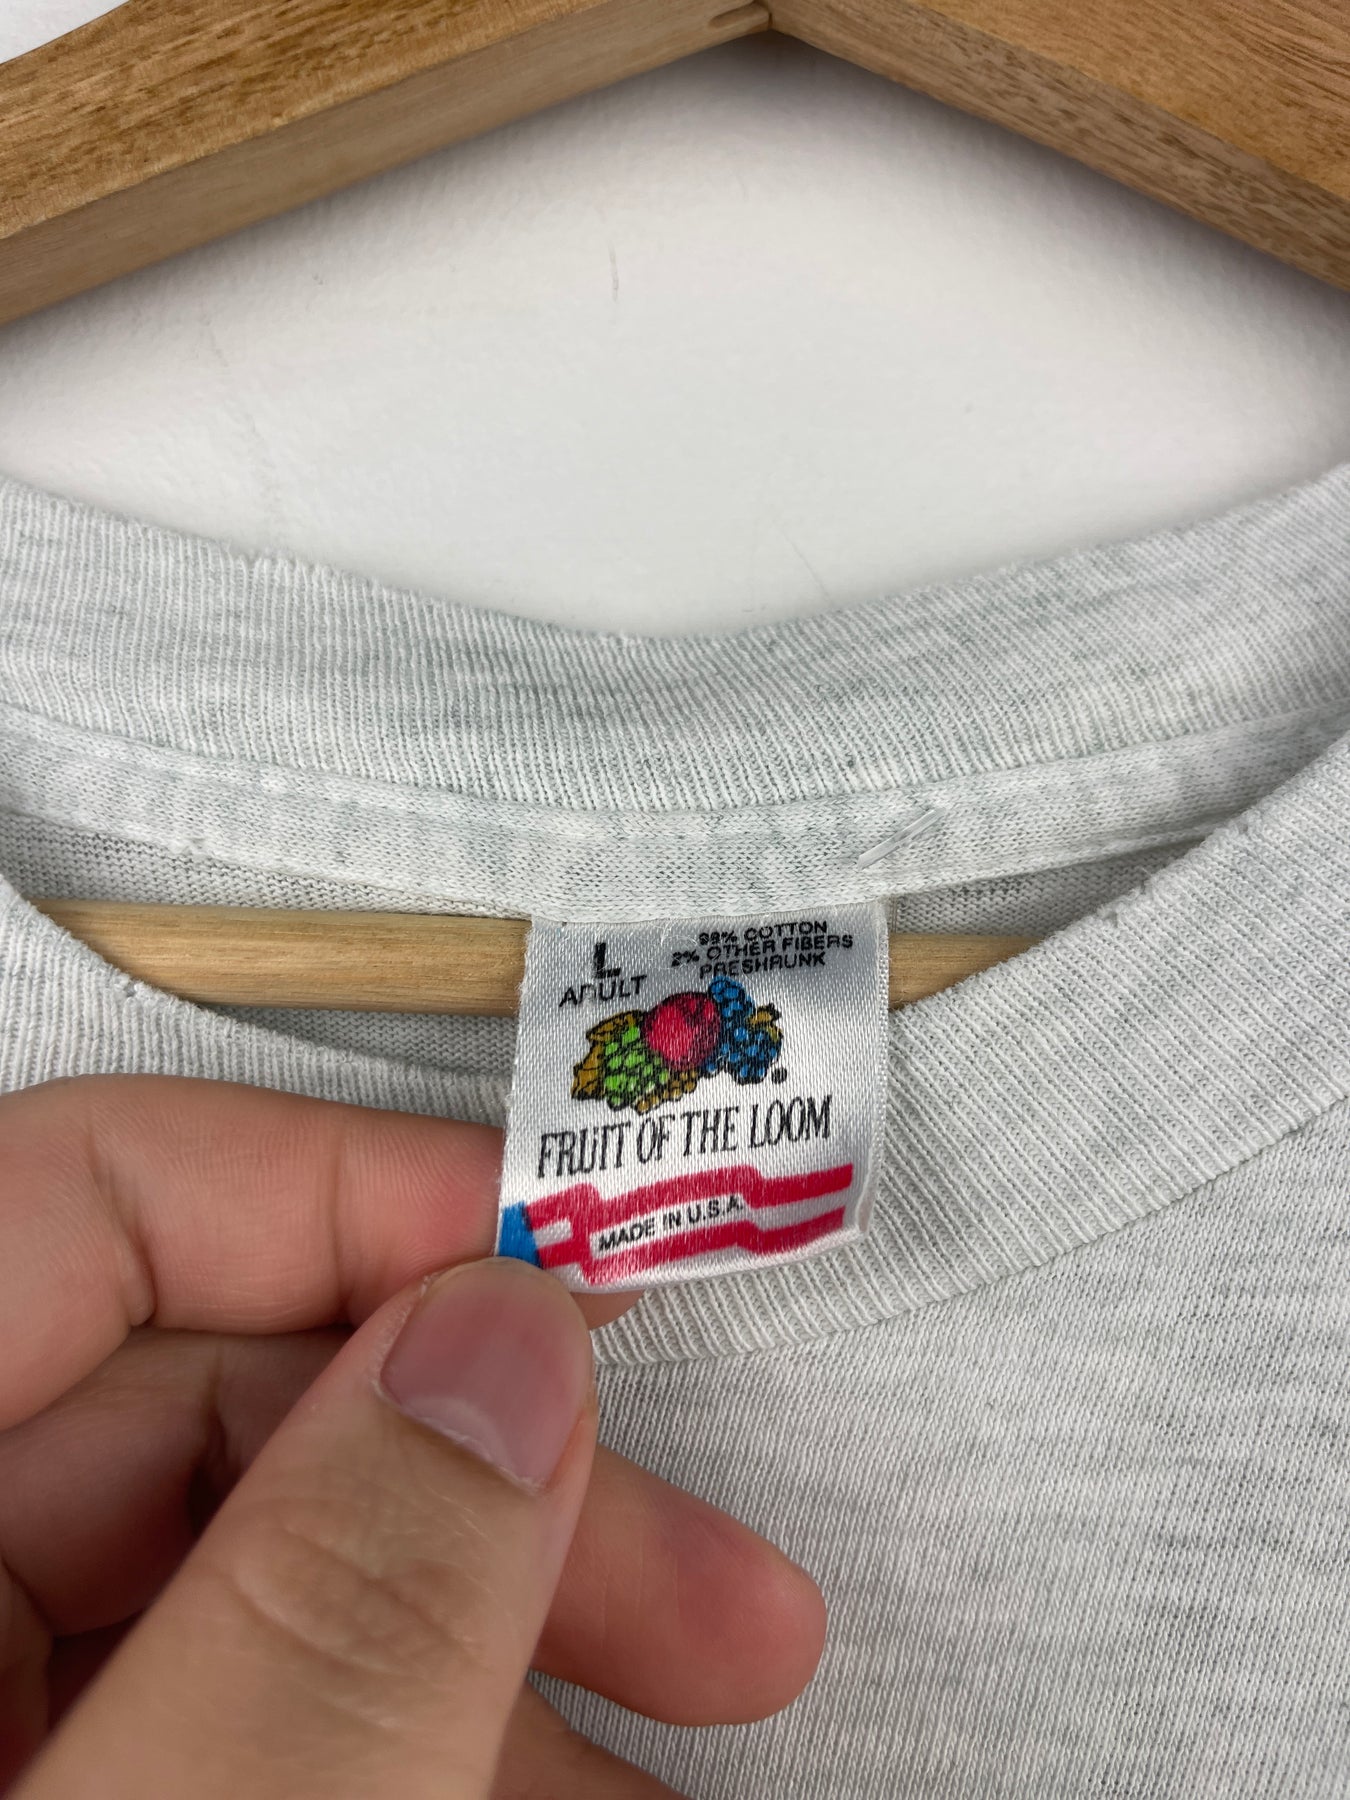 L
ADULT
98% COTTON
2% OTHER FIBERS
PRESHRUNK
FRUIT OF THE LOOM
MADE IN U.S.A.